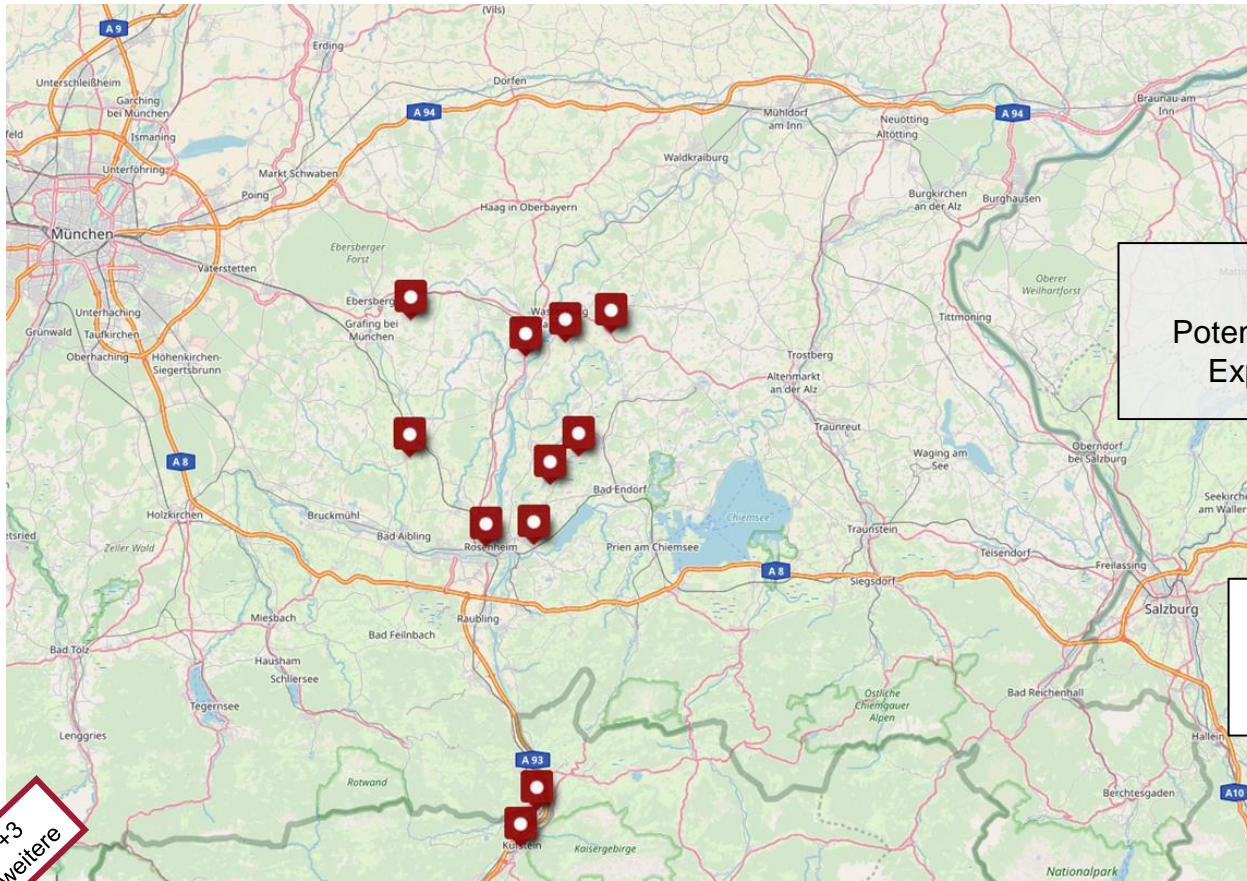 (Vils)
A 9
Erding
Unterschleißheim
Dorfen
Garching
bei München
A 94
Mühldorf
am Inn
Neuötting
Altötting
A 94
Braunau am
Inn
feld
Ismaning
Unterföhring
Markt Schwaben
Waldkraiburg
Poing
Haag in Oberbayern
Burgkirchen
an der Alz
Burghausen
München
Ebersberger
Forst
Vaterstetten
Oberer
Weilhartforst
Ebersberg
Grafing bei
München
Unterhaching
Grünwald
Taufkirchen
Oberhaching
Höhenkirchen-
Siegertsbrunn
Tittmoning
Poten
Exp
Trostberg
Altenmarkt
an der Alz
Traunreut
A 8
Waging am
See
Oberndorf
bei Salzburg
Bad Endorf
Seekirche
am Waller
Holzkirchen
Bruckmühl
Bad Aibling
Rosenheim
Chiemsee
Prien am Chiemsee
Traunstein
Teisendorf
etsried
Zeller Wald
A 8
Siegsdorf
Freilassing
Salzburg
Miesbach
Raubling
Bad Feilnbach
Bad Tölz
Hausham
Schliersee
Tegernsee
Östliche
Chiemgauer
Alpen
Bad Reichenhall
Lenggries
Hallein
A 93
Rotwand
Berchtesgaden
A10
+3
weitere
Kufstein
Kaisergebirge
Nationalpark